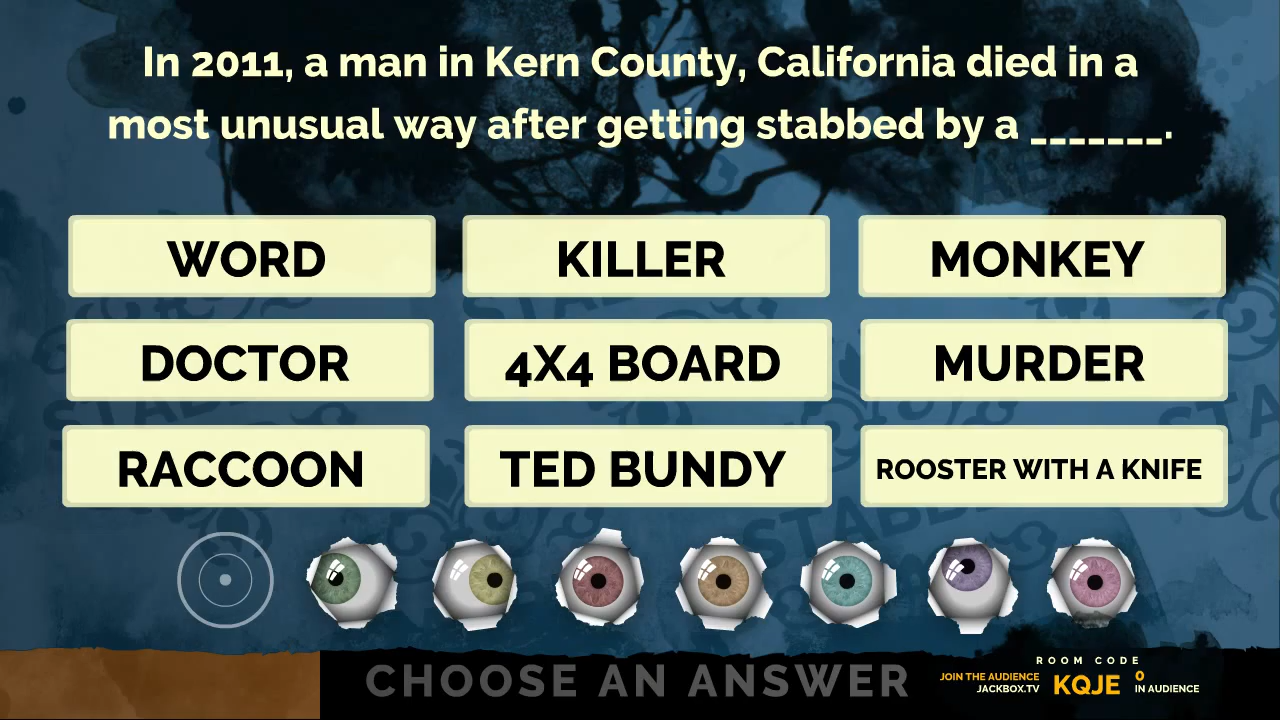 In 2011, a man in Kern County, California died in a
most unusual way after getting stabbed by a _______.
WORD
KILLER
MONKEY
DOCTOR
4X4 BOARD
MURDER
RACCOON
TED BUNDY
ROOSTER WITH A KNIFE
CHOOSE AN ANSWER
ROOM CODE
JOIN THE AUDIENCE
JACKBOX.TV
KQJE
0
IN AUDIENCE